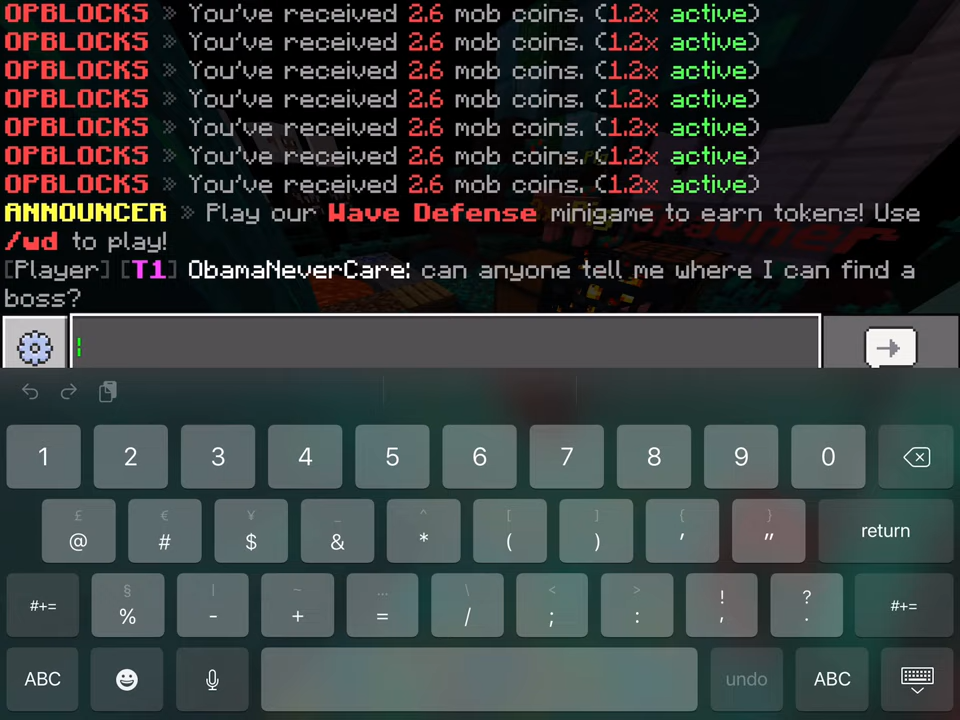 OPBLOCKS » You've received 2.6 mob coins. (1.2x active)
OPBLOCKS » You've received 2.6 mob coins. (1.2x active)
OPBLOCKS » You've received 2.6 mob coins. (1.2x active)
OPBLOCKS » You've received 2.6 mob coins. (1.2x active)
OPBLOCKS » You've received 2.6 mob coins. (1.2x active)
OPBLOCKS » You've received 2.6 mob coins. (1.2x active)
OPBLOCKS » You've received 2.6 mob coins. (1.2x active)
ANNOUNCER » Play our Wave Defense minigame to earn tokens! Use
/wd to play!
Spawner
[Player] [T1] ObamaNeverCare: can anyone tell me where I can find a
boss?
1 2 3 4 5 6 7 8 9 0
£ € ¥ _ ^ [ ] { }
@ # $ & * ( ) ' " return
§ | ~ … \ < > ! ?
#+= % - + = / ; : , . #+=
ABC undo ABC